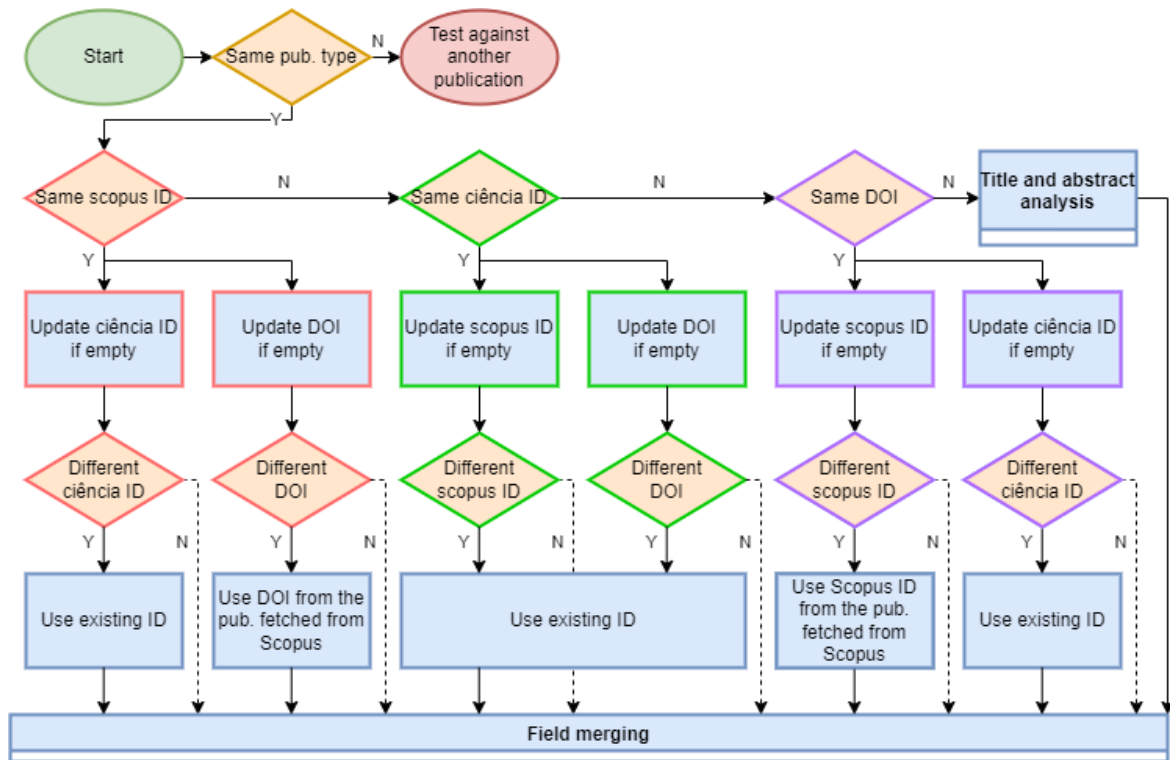 Start
Same pub. type
N
Test against
another
publication
Y
Same scopus ID
N
Same ciência ID
N
Same DOI
N
Title and abstract
analysis
Y
Y
Y
Update ciência ID
if empty
Update DOI
if empty
Update scopus ID
if empty
Update DOI
if empty
Update scopus ID
if empty
Update ciência ID
if empty
Different
ciência ID
Different
DOI
Different
scopus ID
Different
DOI
Different
scopus ID
Different
ciência ID
Y
N
Y
N
Y
N
Y
N
Y
N
Y
N
Use existing ID
Use DOI from the
pub. fetched from
Scopus
Use existing ID
Use Scopus ID
from the pub.
fetched from
Scopus
Use existing ID
Field merging